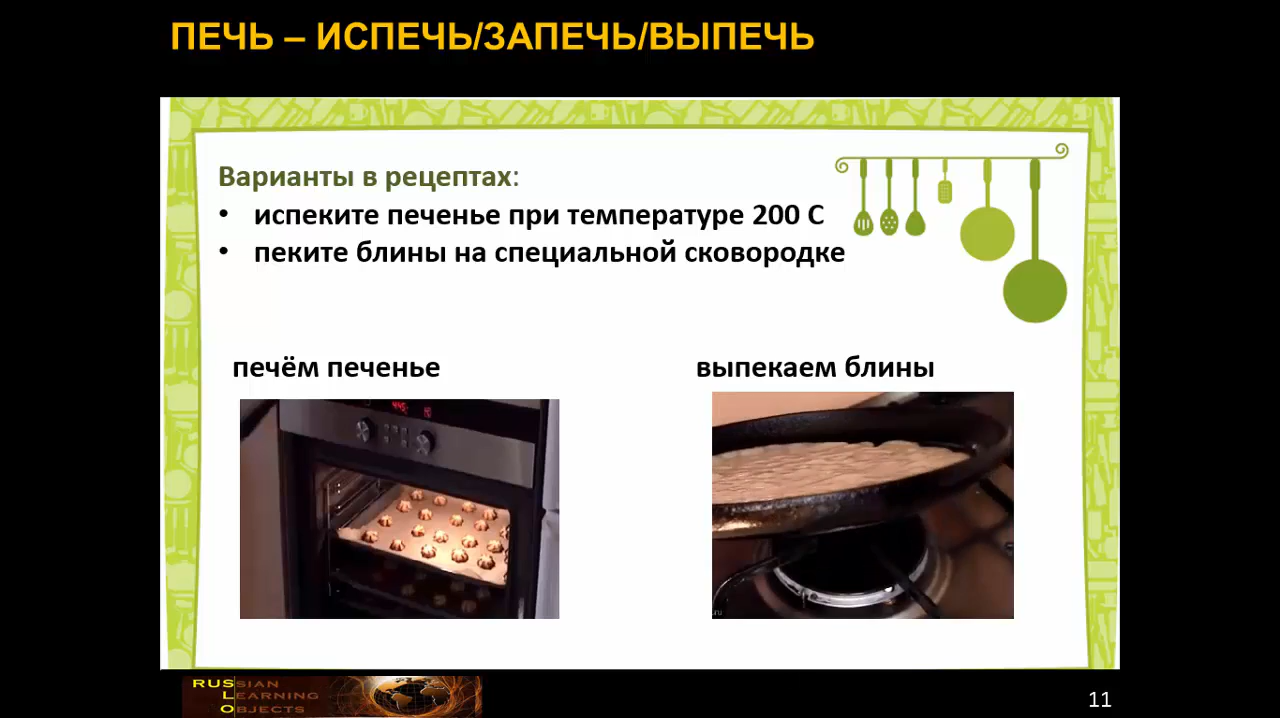 ПЕЧЬ – ИСПЕЧЬ/ЗАПЕЧЬ/ВЫПЕЧЬ
Варианты в рецептах:
• испеките печенье при температуре 200 С
• пеките блины на специальной сковородке
печём печенье
выпекаем блины
RUSSIAN
LEARNING
OBJECTS
11